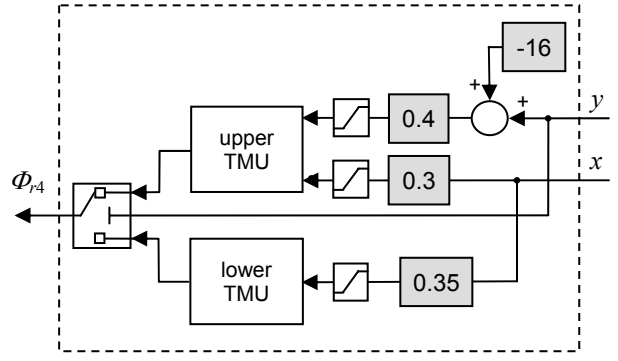 -16
+
+
y
upper
TMU
0.4
x
0.3
Φr4
lower
TMU
0.35